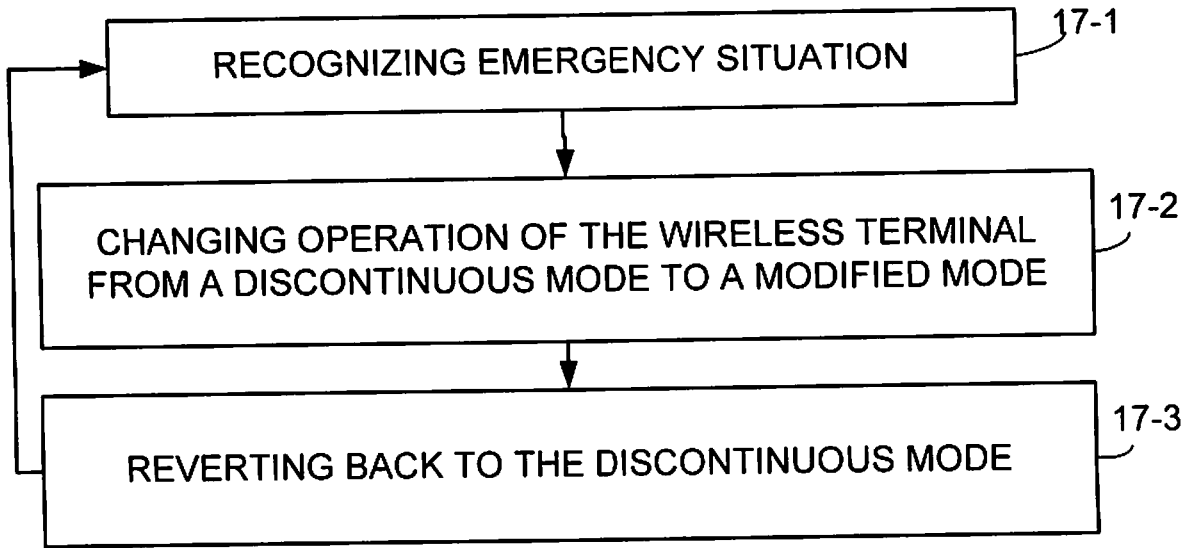 RECOGNIZING EMERGENCY SITUATION
17-1
CHANGING OPERATION OF THE WIRELESS TERMINAL
FROM A DISCONTINUOUS MODE TO A MODIFIED MODE
17-2
REVERTING BACK TO THE DISCONTINUOUS MODE
17-3